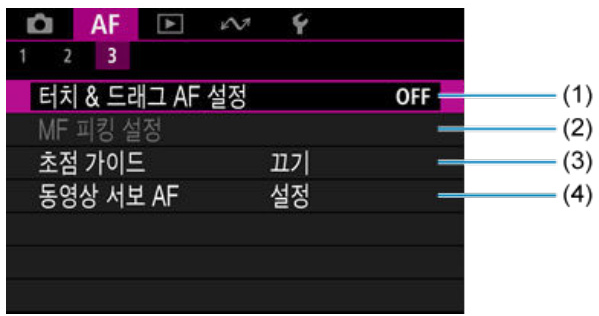 AF
1 2 3
터치 & 드래그 AF 설정 OFF (1)
MF 피킹 설정 (2)
초점 가이드 끄기 (3)
동영상 서보 AF 설정 (4)